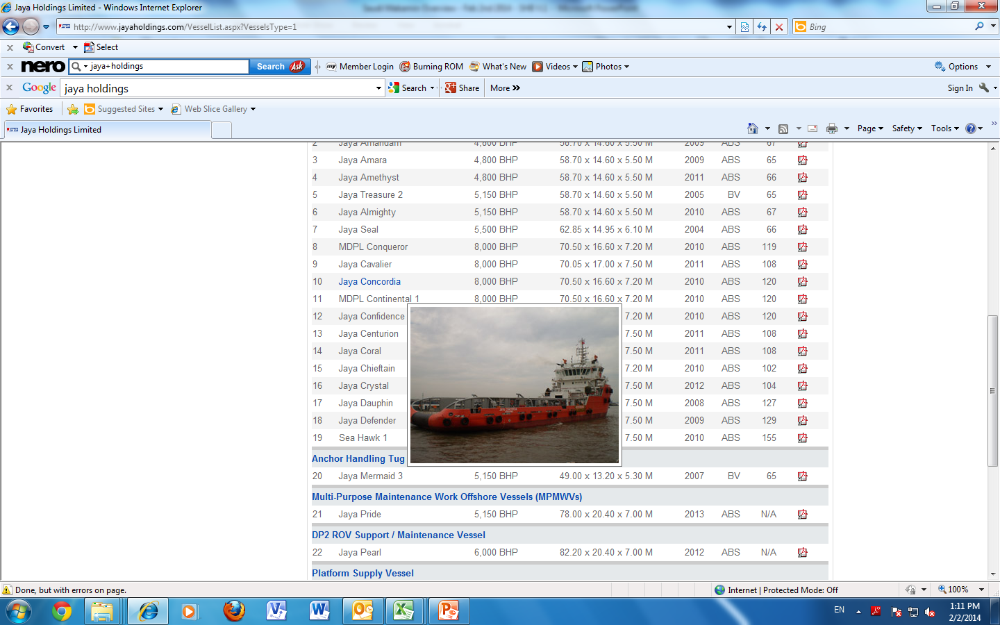 Jaya Holdings Limited - Windows Internet Explorer
http://www.jayaholdings.com/VesselList.aspx?VesselsType=1
Bing
x Convert Select
x nero jaya+holdings Search Ask my Member Login Burning ROM What's New Videos Photos Options
x Google jaya holdings Search Share More » Sign In
Favorites Suggested Sites Web Slice Gallery
Jaya Holdings Limited Page Safety Tools »
2 Jaya Amandam 4,800 BHP 58.70 x 14.60 x 5.50 M 2009 ABS 67
3 Jaya Amara 4,800 BHP 58.70 x 14.60 x 5.50 M 2009 ABS 65
4 Jaya Amethyst 4,800 BHP 58.70 x 14.60 x 5.50 M 2011 ABS 66
5 Jaya Treasure 2 5,150 BHP 58.70 x 14.60 x 5.50 M 2005 BV 65
6 Jaya Almighty 5,150 BHP 58.70 x 14.60 x 5.50 M 2010 ABS 67
7 Jaya Seal 5,500 BHP 62.85 x 14.95 x 6.10 M 2004 ABS 66
8 MDPL Conqueror 8,000 BHP 70.50 x 16.60 x 7.20 M 2010 ABS 119
9 Jaya Cavalier 8,000 BHP 70.05 x 17.00 x 7.50 M 2011 ABS 108
10 Jaya Concordia 8,000 BHP 70.50 x 16.60 x 7.20 M 2010 ABS 120
11 MDPL Continental 1 8,000 BHP 70.50 x 16.60 x 7.20 M 2010 ABS 120
12 Jaya Confidence 7.20 M 2010 ABS 120
13 Jaya Centurion 7.50 M 2011 ABS 108
14 Jaya Coral 7.50 M 2011 ABS 108
15 Jaya Chieftain 7.20 M 2010 ABS 102
16 Jaya Crystal 7.50 M 2012 ABS 104
17 Jaya Dauphin 7.50 M 2008 ABS 127
18 Jaya Defender 7.50 M 2009 ABS 129
19 Sea Hawk 1 7.50 M 2010 ABS 155
Anchor Handling Tug
20 Jaya Mermaid 3 5,150 BHP 49.00 x 13.20 x 5.30 M 2007 BV 65
Multi-Purpose Maintenance Work Offshore Vessels (MPMWVs)
21 Jaya Pride 5,150 BHP 78.00 x 20.40 x 7.00 M 2013 ABS N/A
DP2 ROV Support / Maintenance Vessel
22 Jaya Pearl 6,000 BHP 82.20 x 20.40 x 7.00 M 2012 ABS N/A
Platform Supply Vessel
Done, but with errors on page. Internet | Protected Mode: Off 100%
EN 1:11 PM
2/2/2014